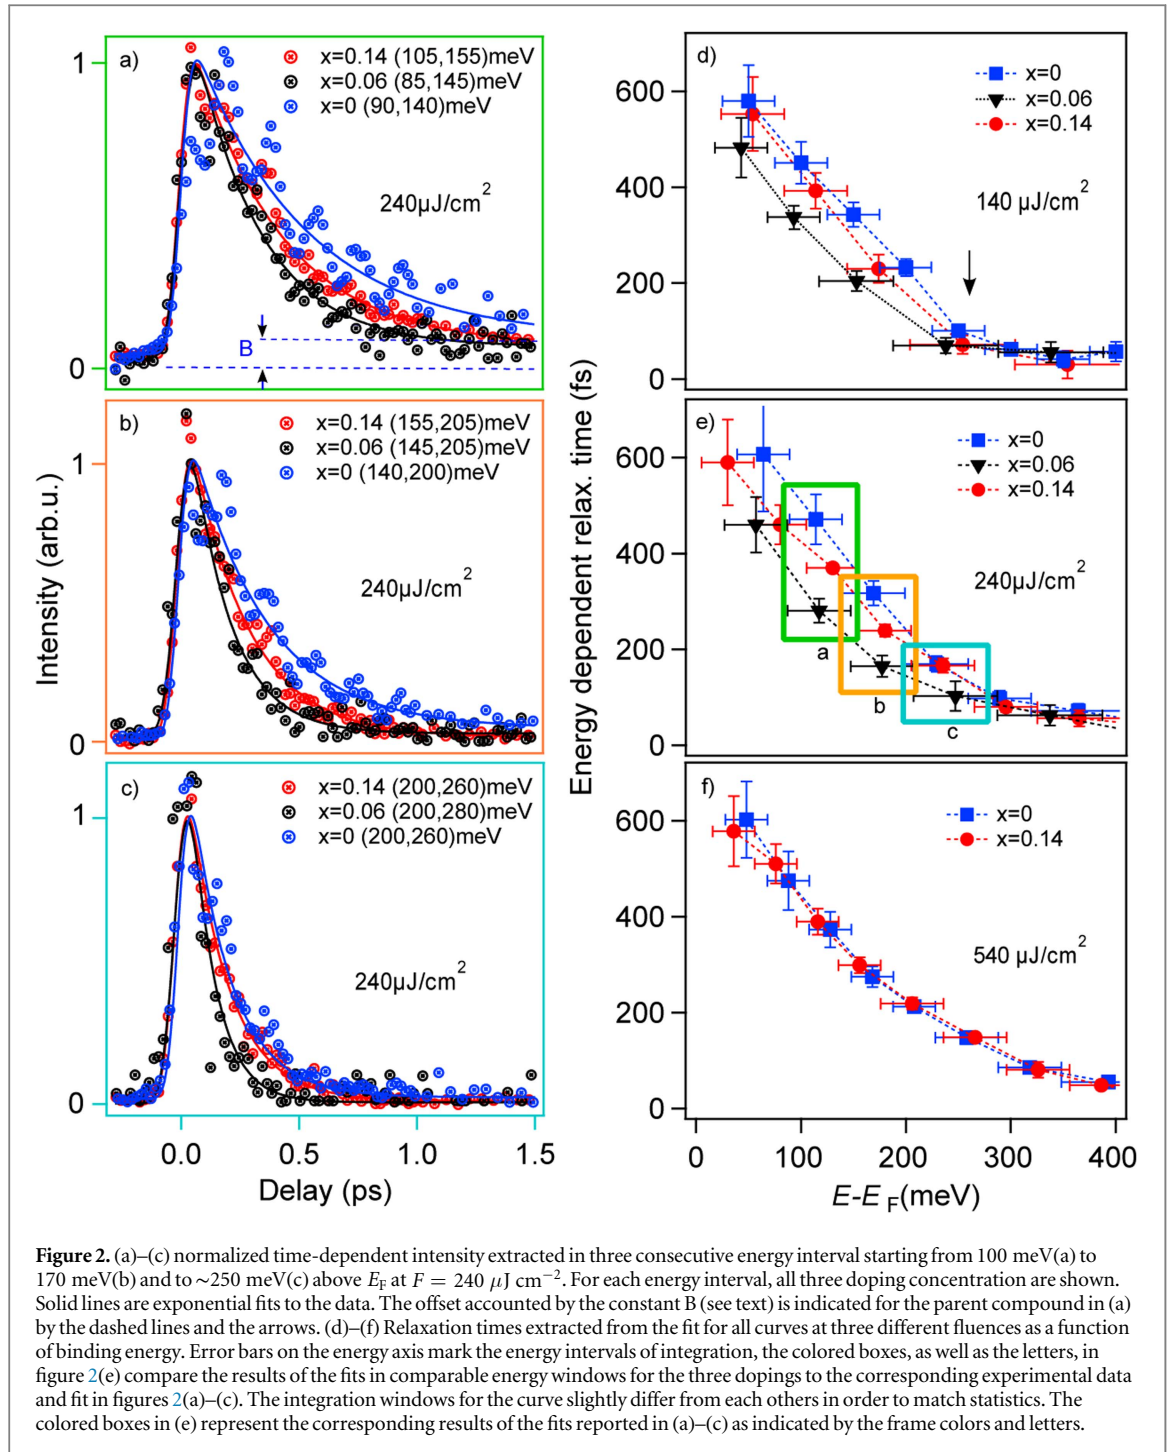 a)
x=0.14 (105,155)meV
x=0.06 (85,145)meV
x=0 (90,140)meV
240μJ/cm²
B
1
0
b)
x=0.14 (155,205)meV
x=0.06 (145,205)meV
x=0 (140,200)meV
240μJ/cm²
1
0
c)
x=0.14 (200,260)meV
x=0.06 (200,280)meV
x=0 (200,260)meV
240μJ/cm²
1
0
Intensity (arb.u.)
0.0 0.5 1.0 1.5
Delay (ps)
d)
x=0
x=0.06
x=0.14
140 μJ/cm²
600
400
200
0
e)
x=0
x=0.06
x=0.14
240μJ/cm²
a
b
c
600
400
200
0
f)
x=0
x=0.14
540 μJ/cm²
600
400
200
0
Energy dependent relax. time (fs)
0 100 200 300 400
E-E F(meV)
Figure 2. (a)–(c) normalized time-dependent intensity extracted in three consecutive energy interval starting from 100 meV(a) to
170 meV(b) and to ~250 meV(c) above EF at F = 240 μJ cm⁻². For each energy interval, all three doping concentration are shown.
Solid lines are exponential fits to the data. The offset accounted by the constant B (see text) is indicated for the parent compound in (a)
by the dashed lines and the arrows. (d)–(f) Relaxation times extracted from the fit for all curves at three different fluences as a function
of binding energy. Error bars on the energy axis mark the energy intervals of integration, the colored boxes, as well as the letters, in
figure 2(e) compare the results of the fits in comparable energy windows for the three dopings to the corresponding experimental data
and fit in figures 2(a)–(c). The integration windows for the curve slightly differ from each others in order to match statistics. The
colored boxes in (e) represent the corresponding results of the fits reported in (a)–(c) as indicated by the frame colors and letters.